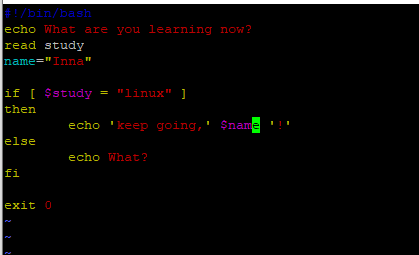 #!/bin/bash
echo What are you learning now?
read study
name="Inna"
if [ $study = "linux" ]
then
echo 'keep going,' $name '!'
else
echo What?
fi
exit 0
~
~
~